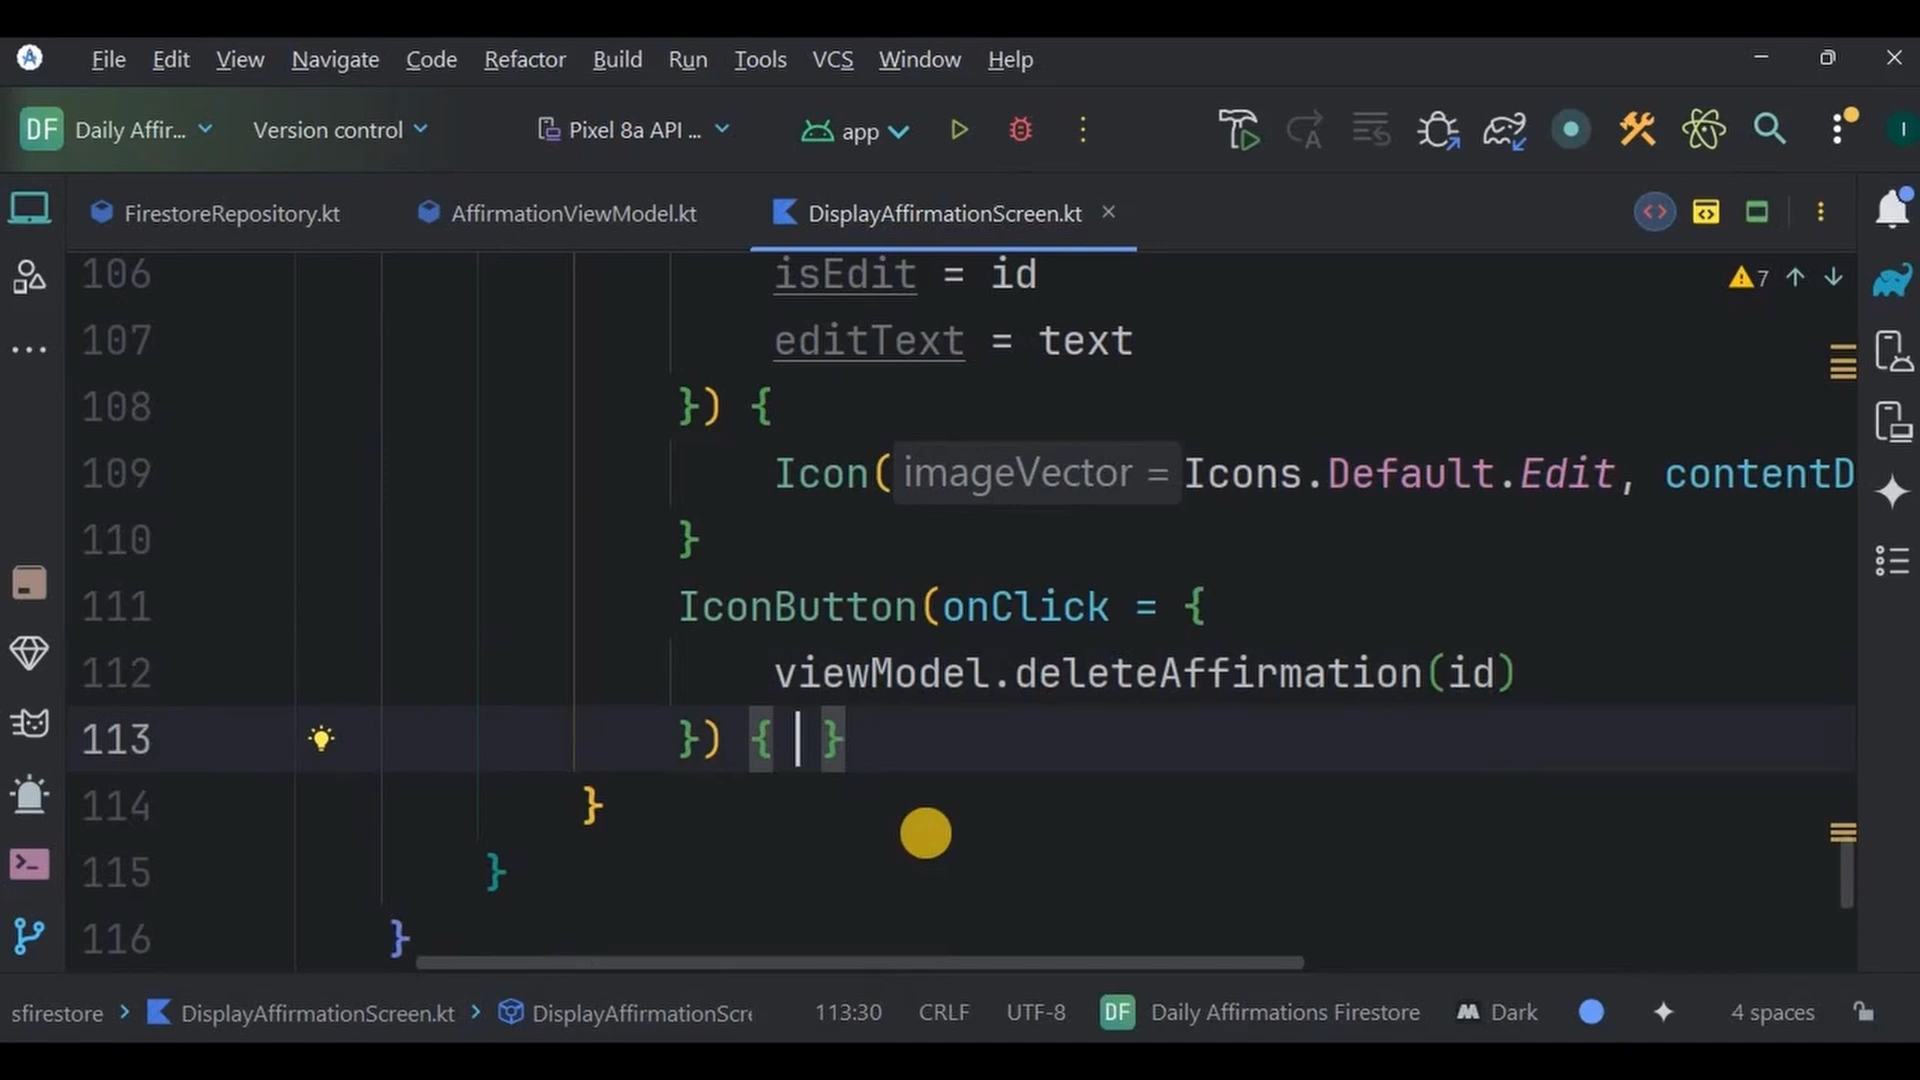 File Edit View Navigate Code Refactor Build Run Tools VCS Window Help
DF Daily Affir... Version control Pixel 8a API ... app I
FirestoreRepository.kt AffirmationViewModel.kt DisplayAffirmationScreen.kt
106 isEdit = id
7
107 editText = text
108 }) {
109 Icon( imageVector = Icons.Default.Edit, contentD
110 }
111 IconButton(onClick = {
112 viewModel.deleteAffirmation(id)
113 }) { }
114 }
115 }
116 }
sfirestore DisplayAffirmationScreen.kt DisplayAffirmationScre 113:30 CRLF UTF-8 DF Daily Affirmations Firestore Dark 4 spaces